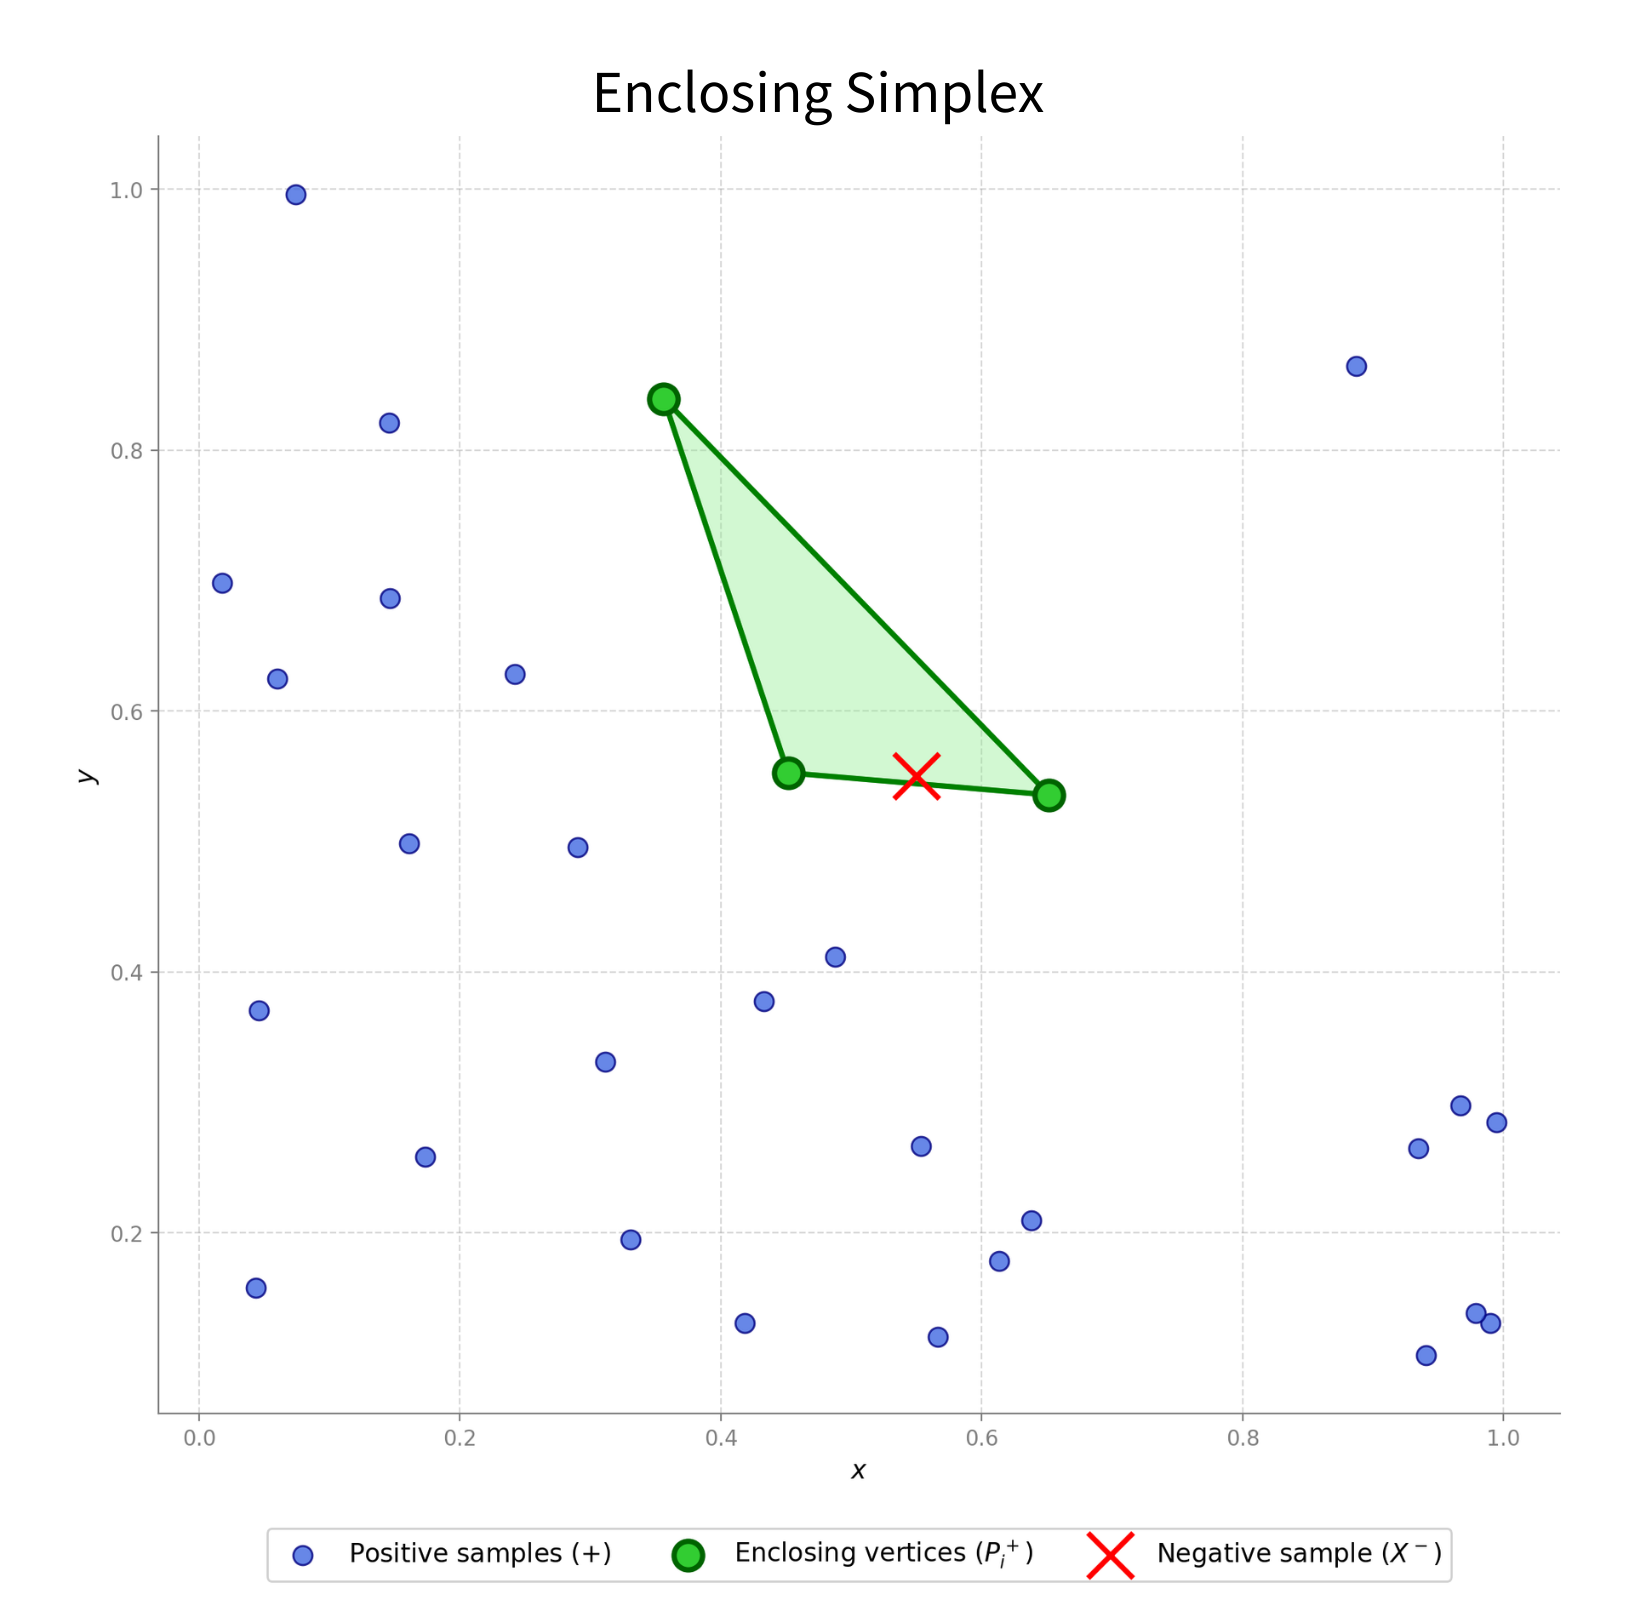 Enclosing Simplex
1.0
0.8
0.6
0.4
0.2
y
0.0 0.2 0.4 0.6 0.8 1.0
x
Positive samples (+) Enclosing vertices (P_i^+) Negative sample (X^-)